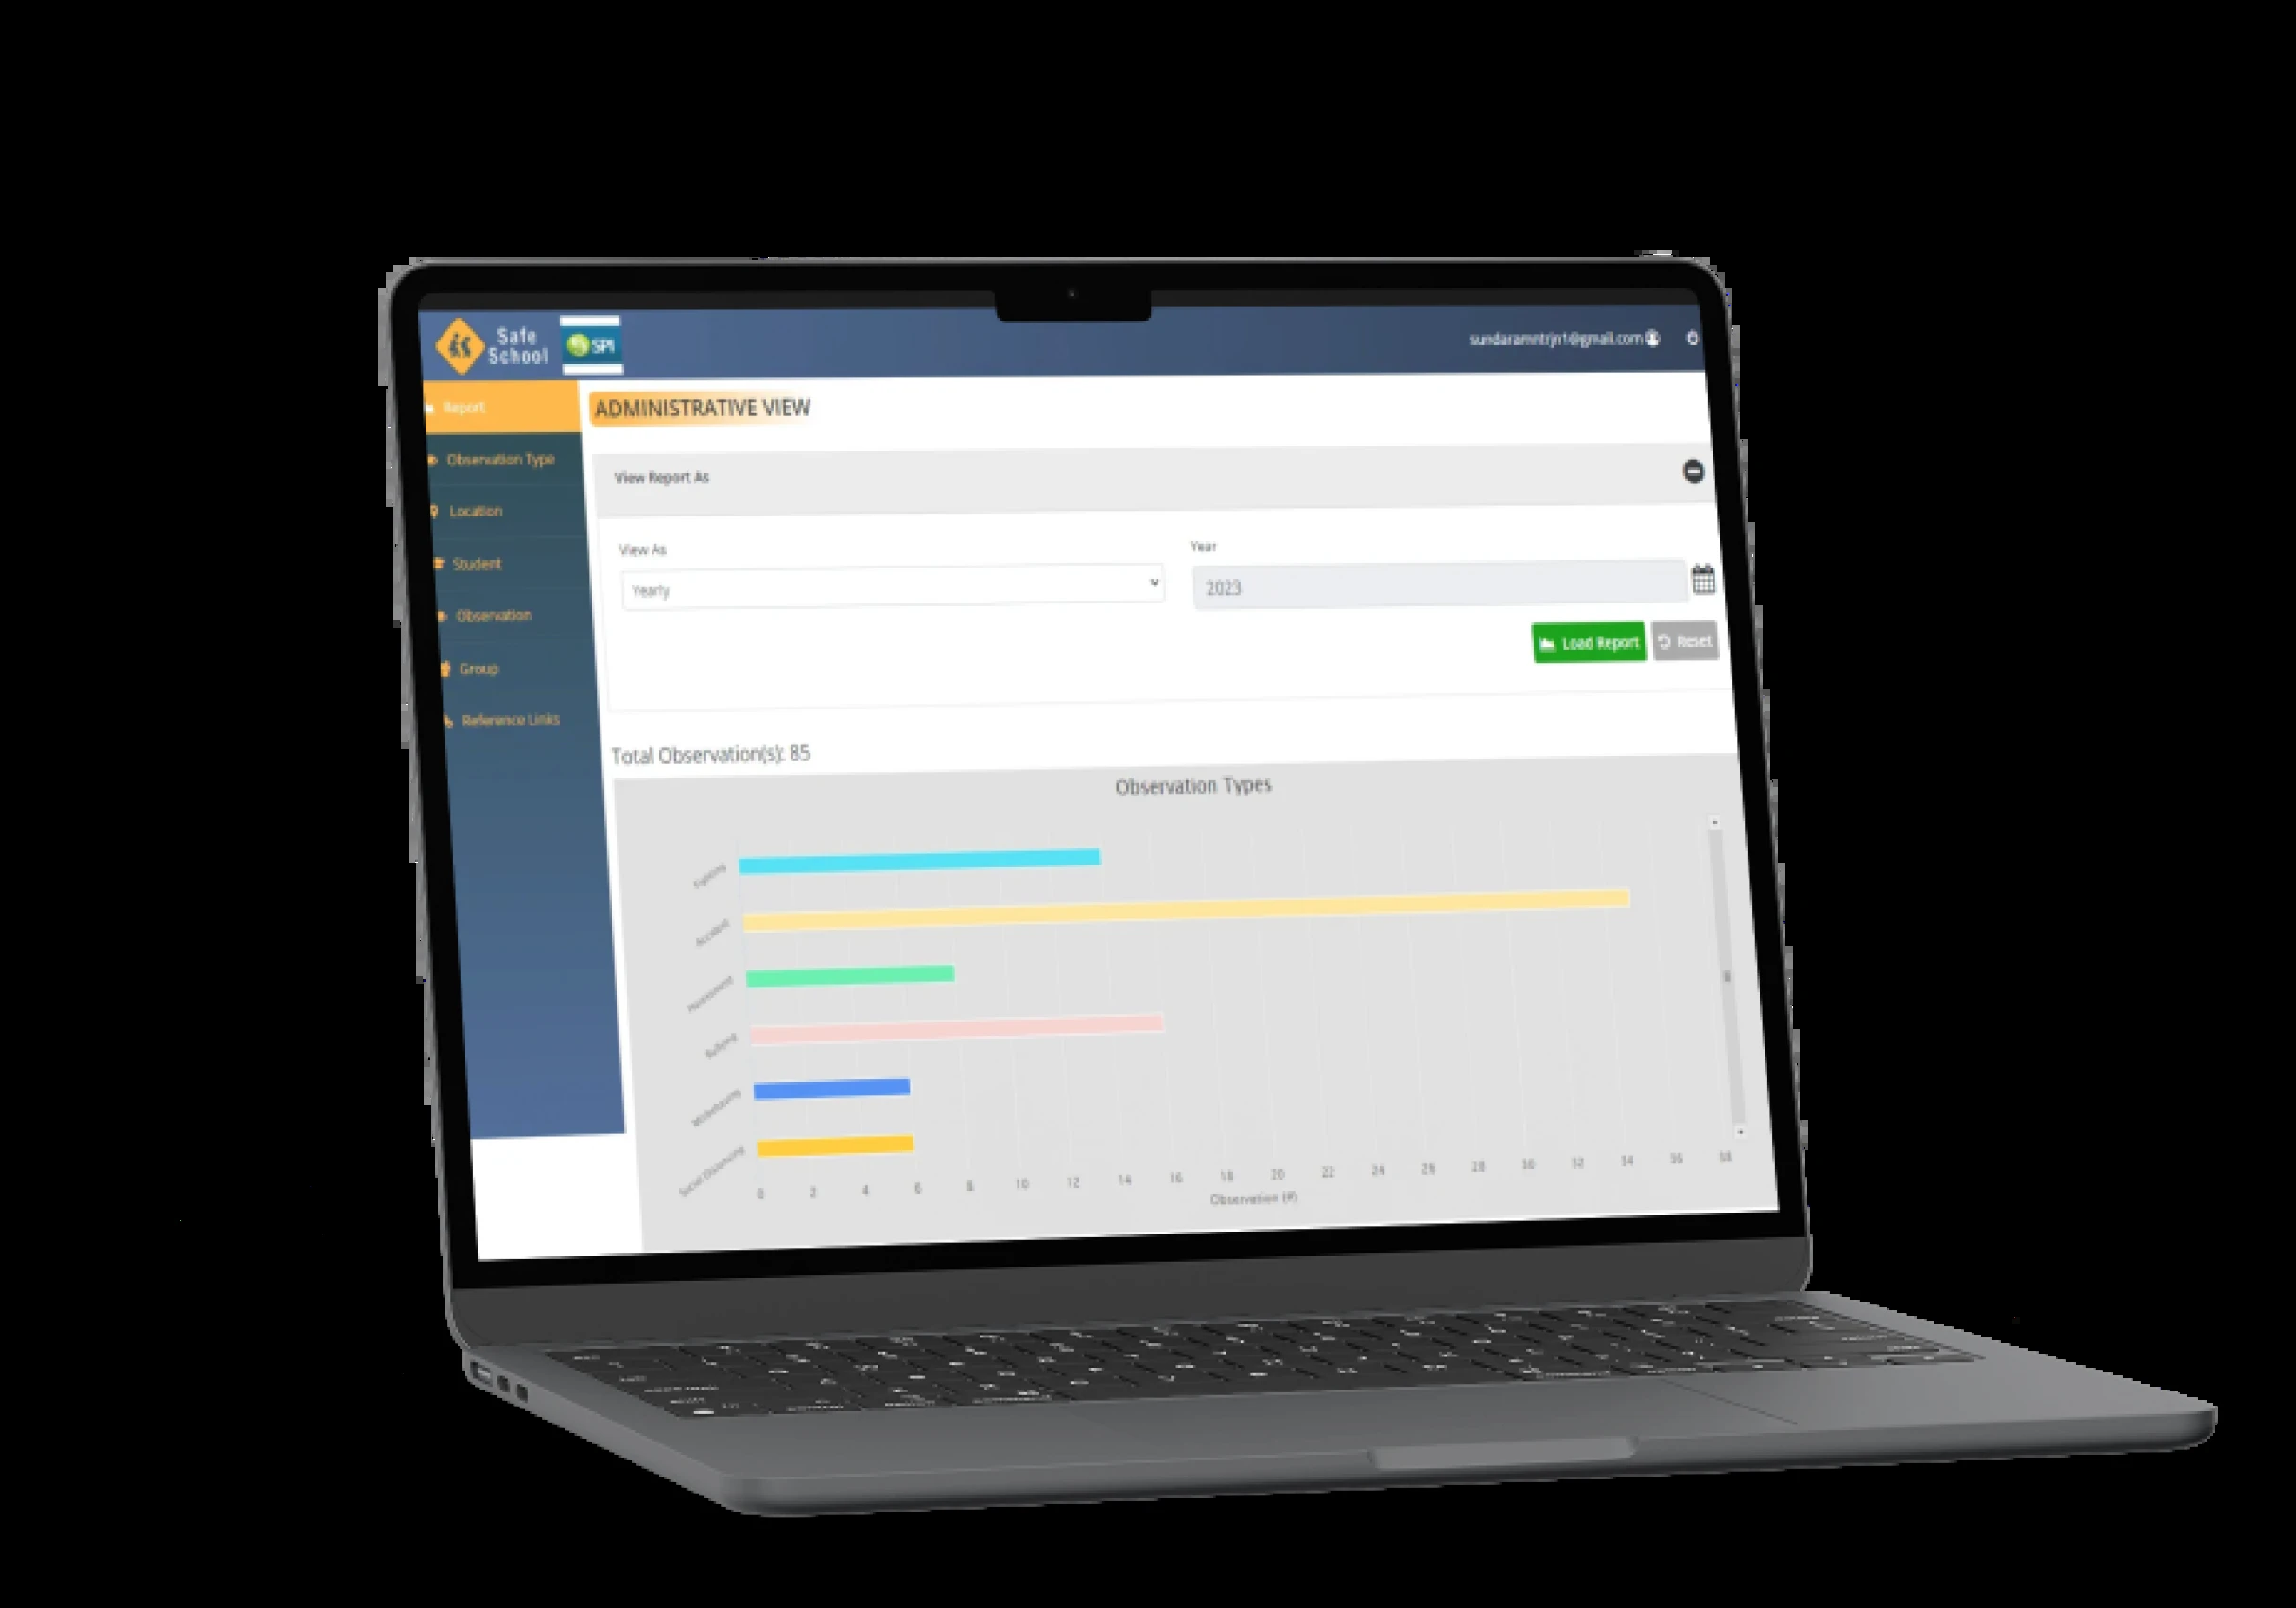 Safe
School
SPI
sundaramntrjn1@gmail.com
Report
ADMINISTRATIVE VIEW
Observation Type
View Report As
Location
View As
Year
Student
Yearly
2023
Observation
Load Report
Reset
Group
Reference Links
Total Observation(s): 85
Observation Types
Fighting
Accident
Harassment
Bullying
Misbehaving
Social Distancing
0 2 4 6 8 10 12 14 16 18 20 22 24 26 28 30 32 34 36 38
Observation (#)